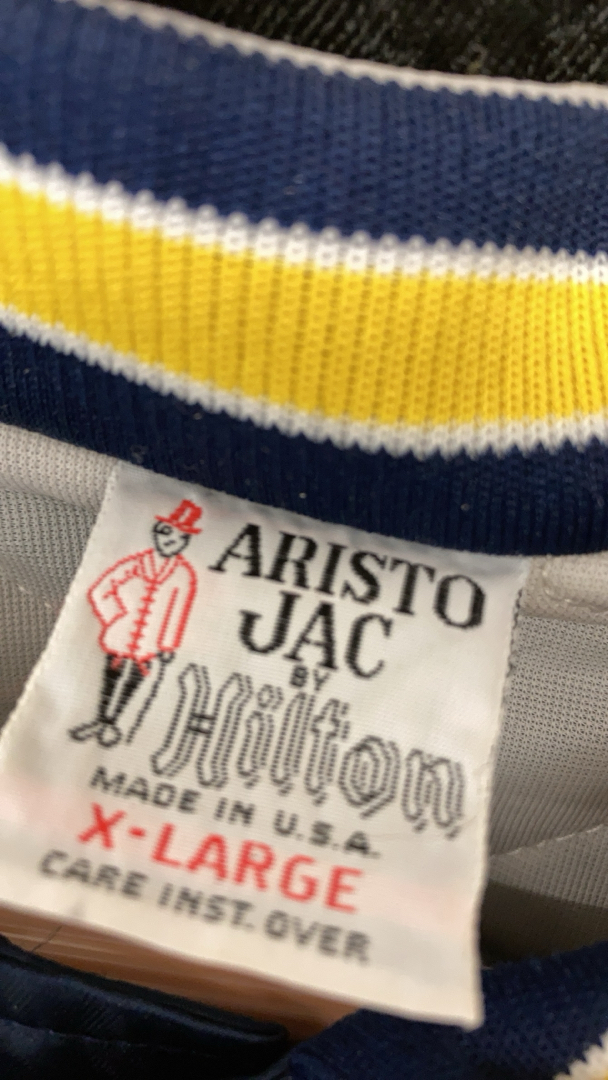 ARISTO
JAC
BY
Hilton
MADE IN U.S.A.
X-LARGE
CARE INST. OVER